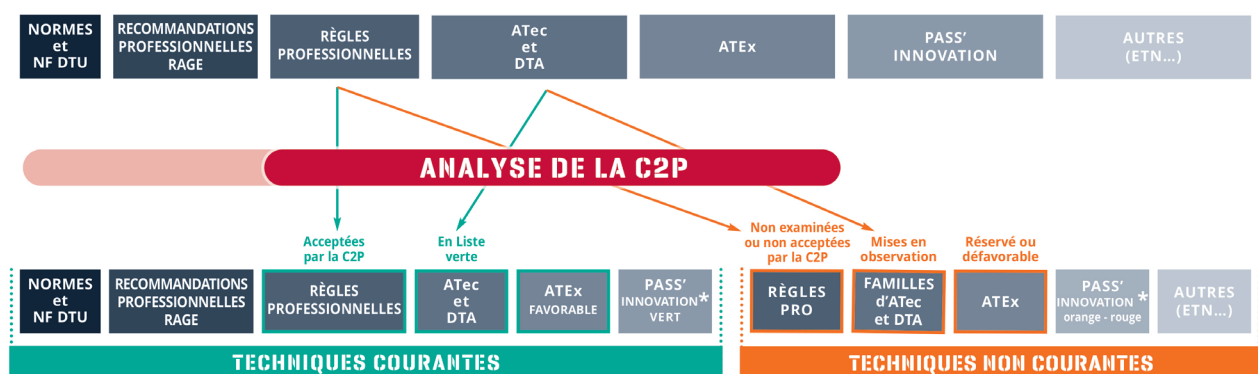 NORMES
et
NF DTU
RECOMMANDATIONS
PROFESSIONNELLES
RAGE
RÈGLES
PROFESSIONNELLES
ATec
et
DTA
ATEx
PASS'
INNOVATION
AUTRES
(ETN...)
ANALYSE DE LA C2P
Acceptées
par la C2P
En Liste
verte
Non examinées
ou non acceptées
par la C2P
Mises en
observation
Réservé ou
défavorable
NORMES
et
NF DTU
RECOMMANDATIONS
PROFESSIONNELLES
RAGE
RÈGLES
PROFESSIONNELLES
ATec
et
DTA
ATEx
FAVORABLE
PASS'
INNOVATION*
VERT
RÈGLES
PRO
FAMILLES
d'ATec
et DTA
ATEx
PASS'
INNOVATION*
orange - rouge
AUTRES
(ETN...)
TECHNIQUES COURANTES
TECHNIQUES NON COURANTES